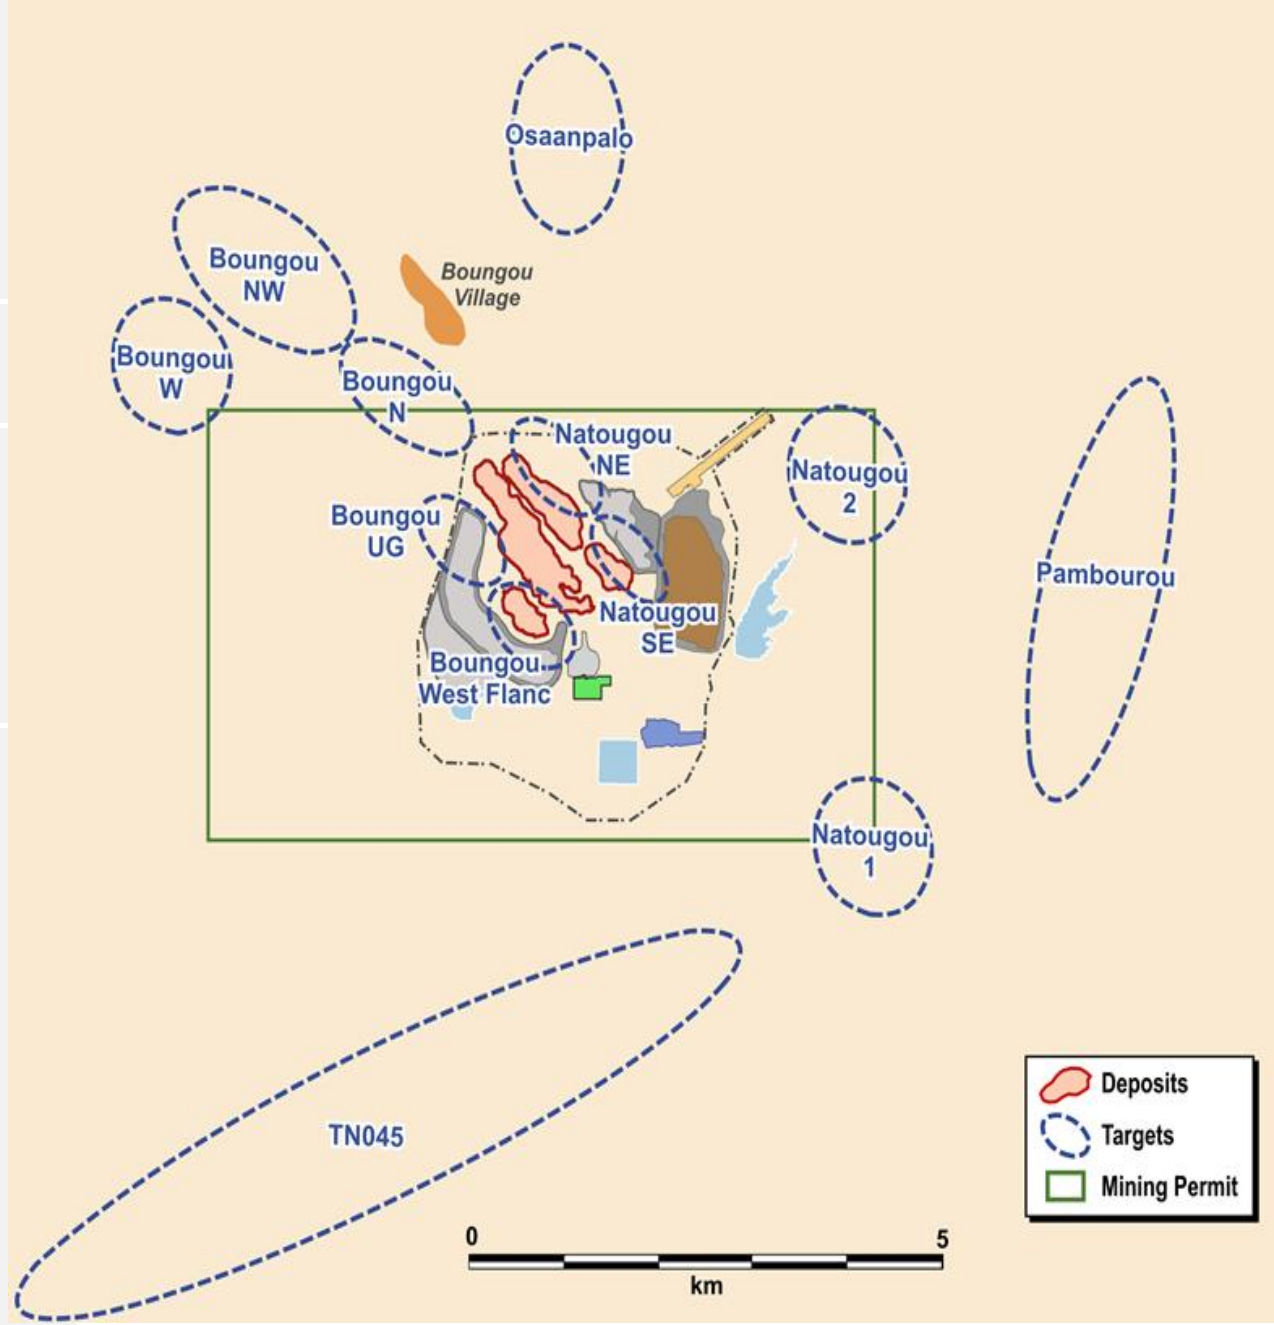 Osaanpalo
Boungou
NW
Boungou
Village
Boungou
W
Boungou
N
Natougou
NE
Natougou
2
Boungou
UG
Pambourou
Natougou
SE
Boungou
West Flanc
Natougou
1
TN045
Deposits
Targets
Mining Permit
0 5
km